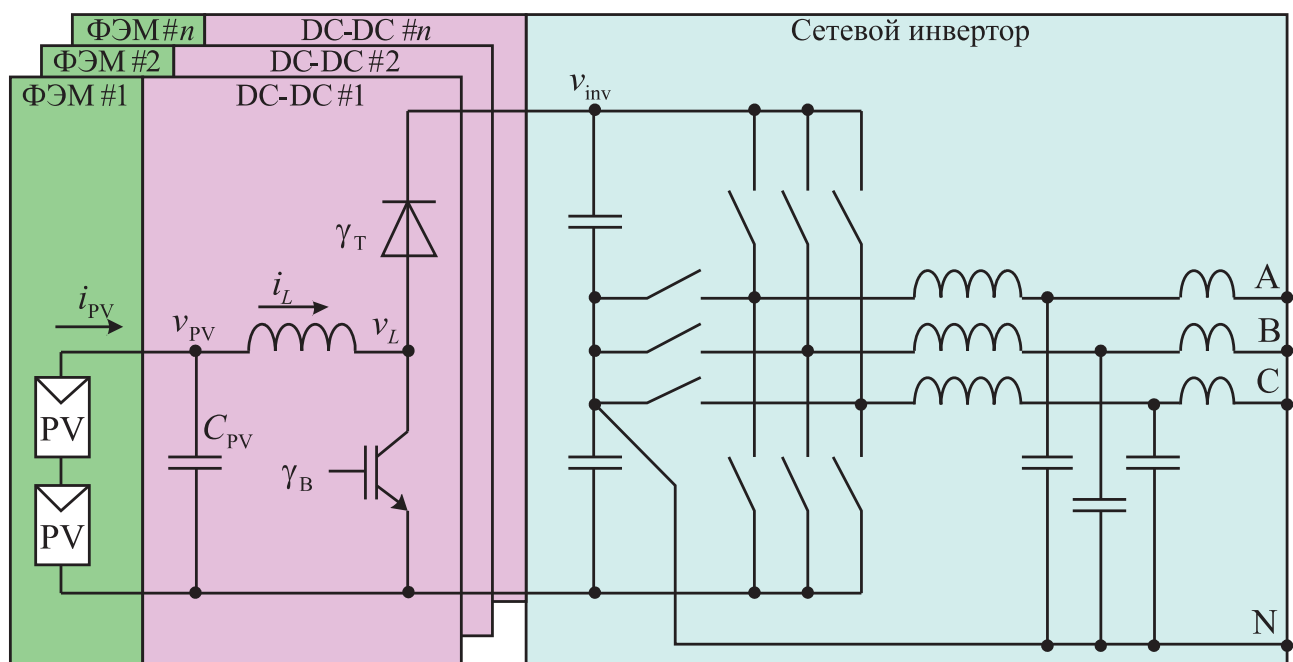 ФЭМ #n DC-DC #n Сетевой инвертор
ФЭМ #2 DC-DC #2
ФЭМ #1 DC-DC #1
v_inv
γ_T
A
i_PV
i_L
v_PV
v_L
B
C
PV
C_PV
γ_B
PV
N